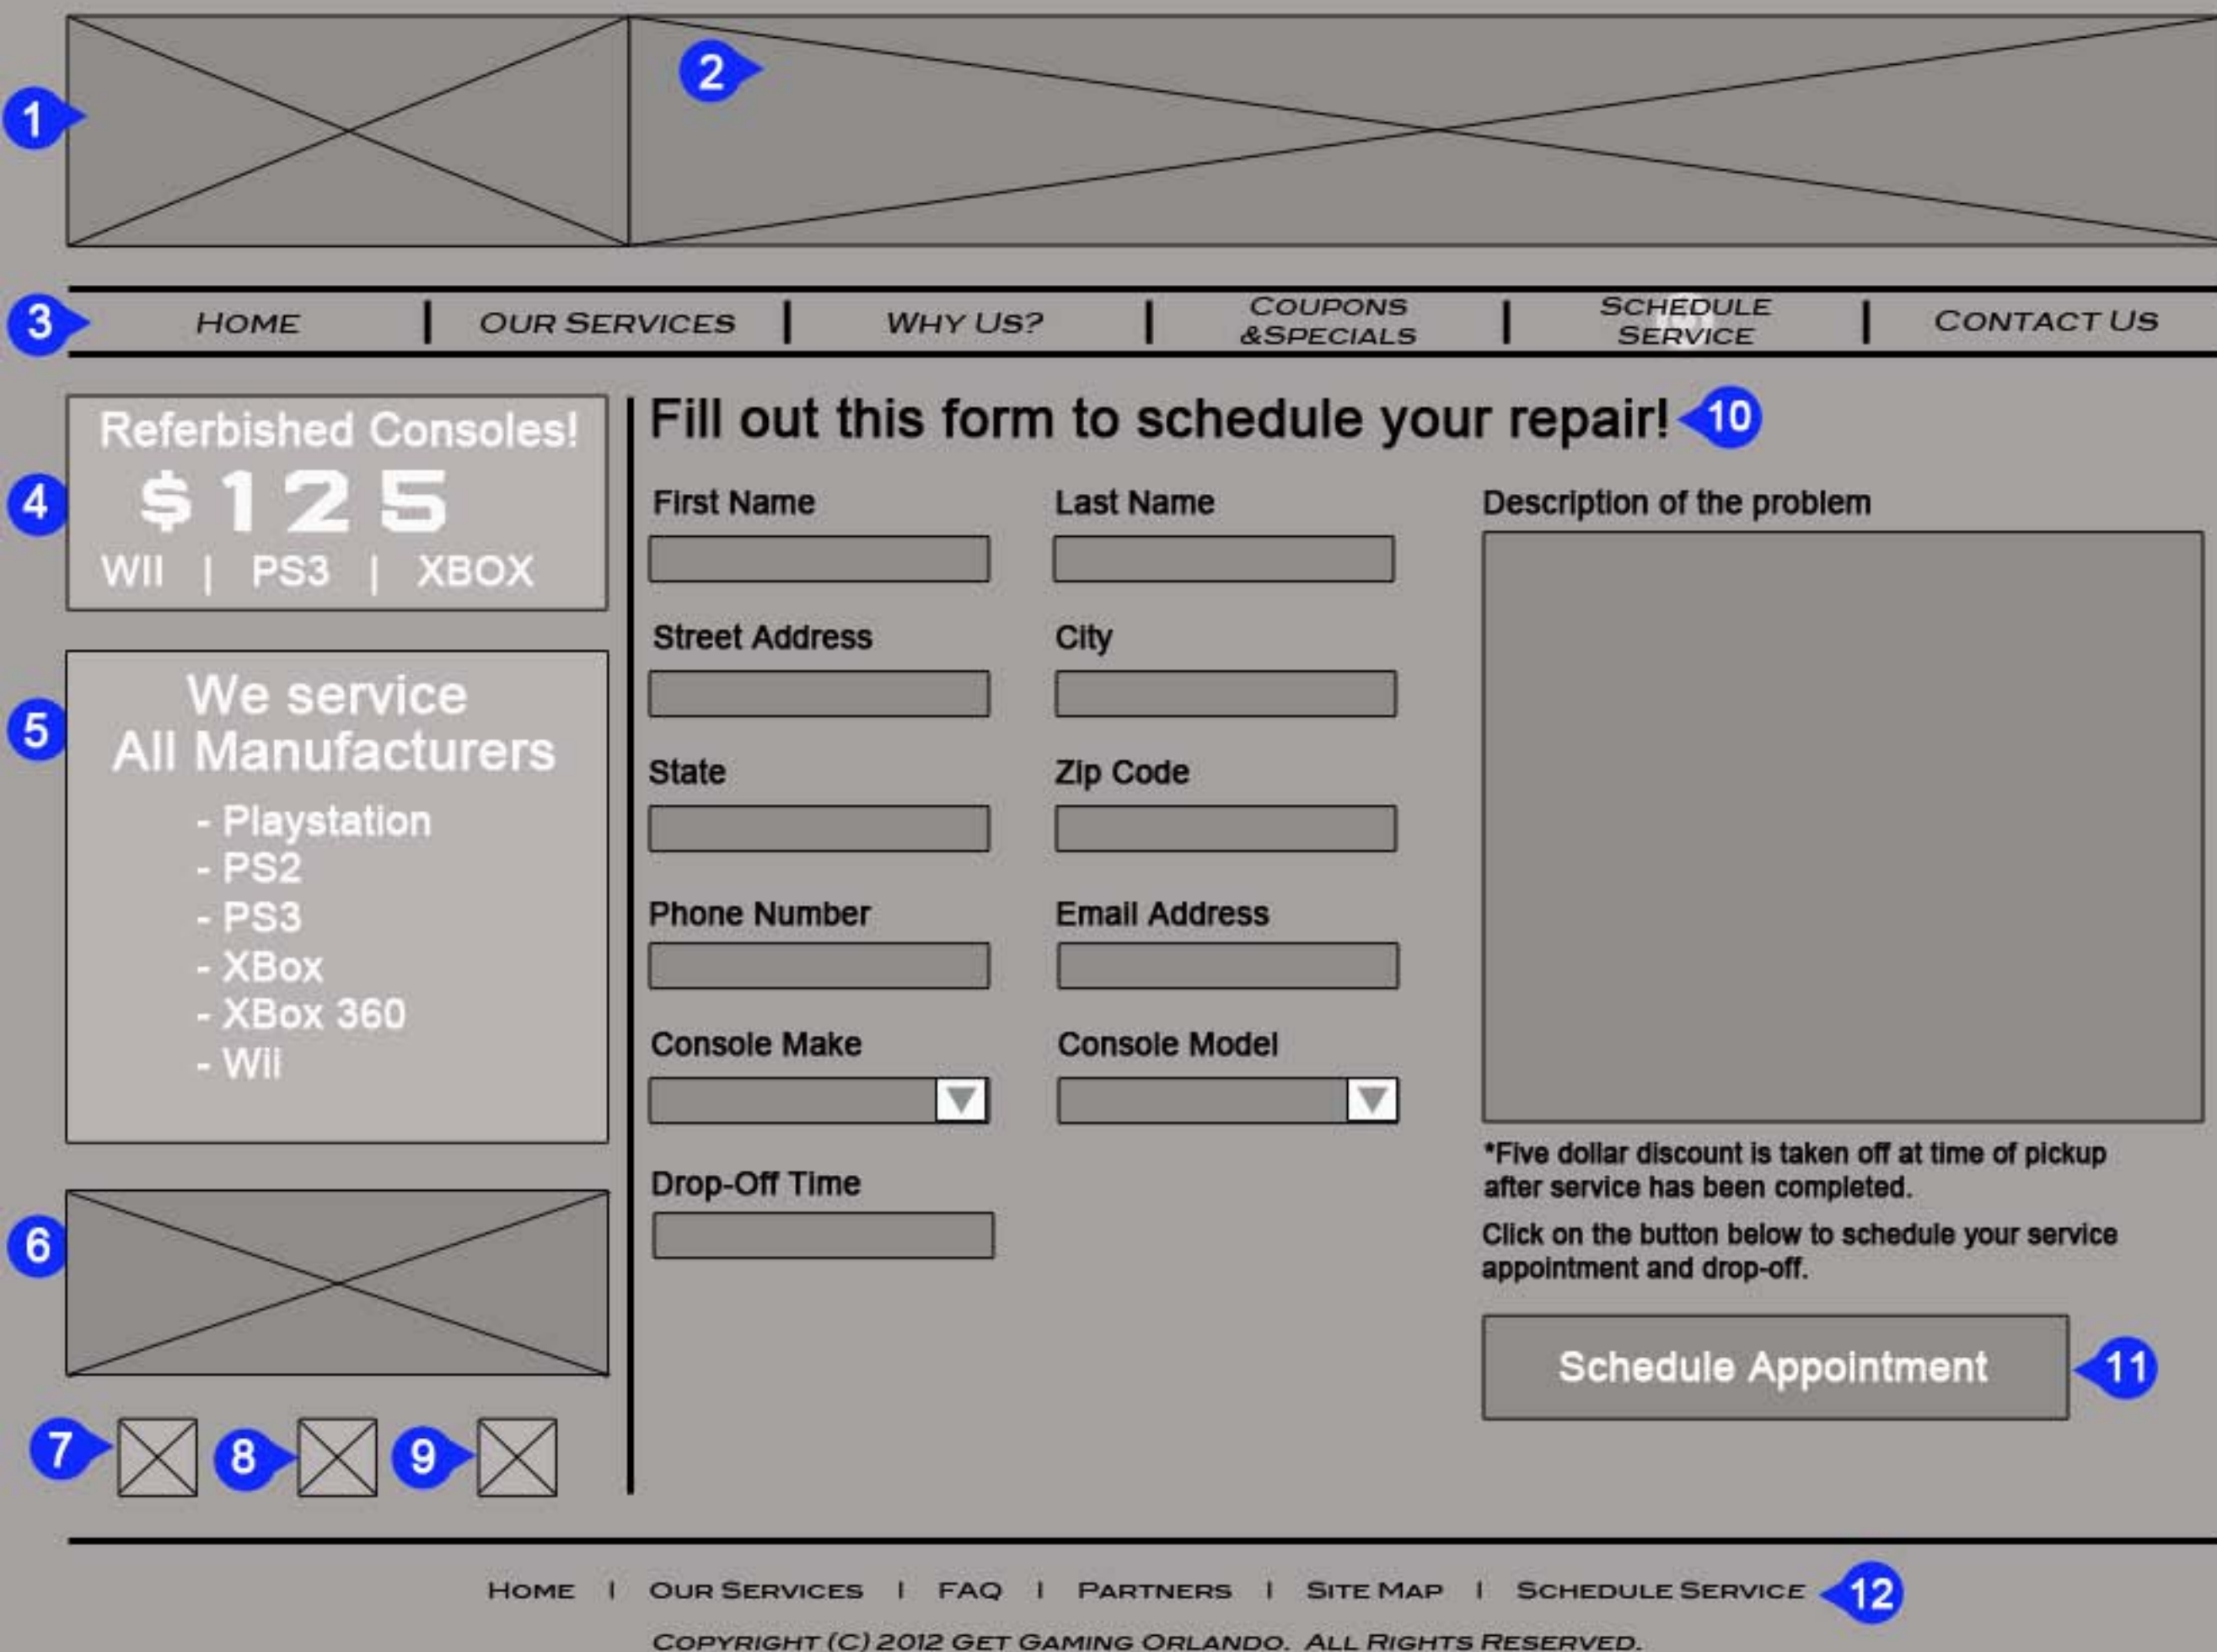 1
2
3
HOME | OUR SERVICES | WHY US? | COUPONS &SPECIALS | SCHEDULE SERVICE | CONTACT US
4
Referbished Consoles!
$125
WII | PS3 | XBOX
5
We service
All Manufacturers
- Playstation
- PS2
- PS3
- XBox
- XBox 360
- Wii
6
7
8
9
Fill out this form to schedule your repair!
10
First Name
Last Name
Street Address
City
State
Zip Code
Phone Number
Email Address
Console Make
Console Model
Drop-Off Time
Description of the problem
*Five dollar discount is taken off at time of pickup
after service has been completed.
Click on the button below to schedule your service
appointment and drop-off.
Schedule Appointment
11
HOME | OUR SERVICES | FAQ | PARTNERS | SITE MAP | SCHEDULE SERVICE
12
COPYRIGHT (C) 2012 GET GAMING ORLANDO. ALL RIGHTS RESERVED.